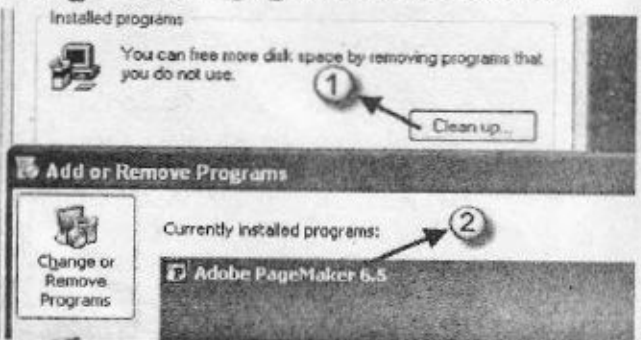 Installed programs
You can free more disk space by removing programs that
you do not use.
1
Clean up...
Add or Remove Programs
Change or
Remove
Programs
Currently installed programs:
2
Adobe PageMaker 6.5